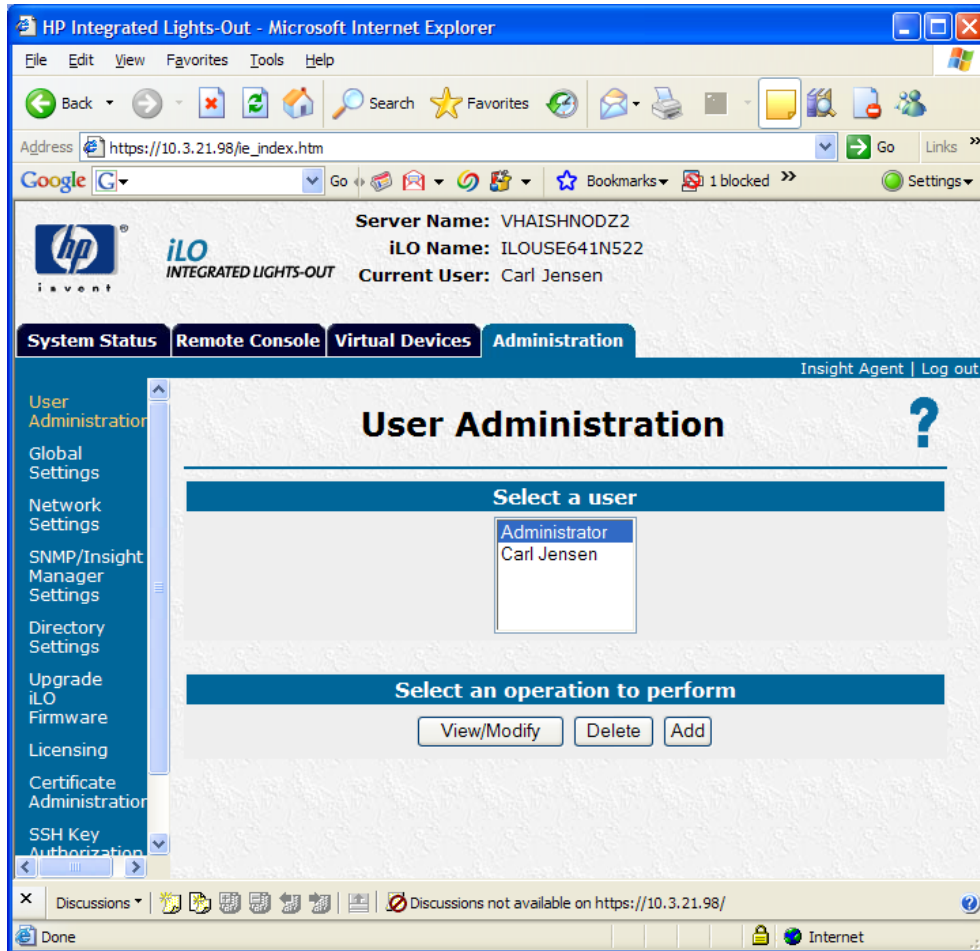 HP Integrated Lights-Out - Microsoft Internet Explorer
File Edit View Favorites Tools Help
Back Search Favorites
Address https://10.3.21.98/ie_index.htm Go Links »
Google G Go Bookmarks 1 blocked » Settings
hp ®
invent
iLO
INTEGRATED LIGHTS-OUT
Server Name: VHAISHNODZ2
iLO Name: ILOUSE641N522
Current User: Carl Jensen
System Status Remote Console Virtual Devices Administration
Insight Agent | Log out
User
Administration
Global
Settings
Network
Settings
SNMP/Insight
Manager
Settings
Directory
Settings
Upgrade
iLO
Firmware
Licensing
Certificate
Administration
SSH Key
Authorization
User Administration
?
Select a user
Administrator
Carl Jensen
Select an operation to perform
View/Modify Delete Add
× Discussions Discussions not available on https://10.3.21.98/
Done Internet